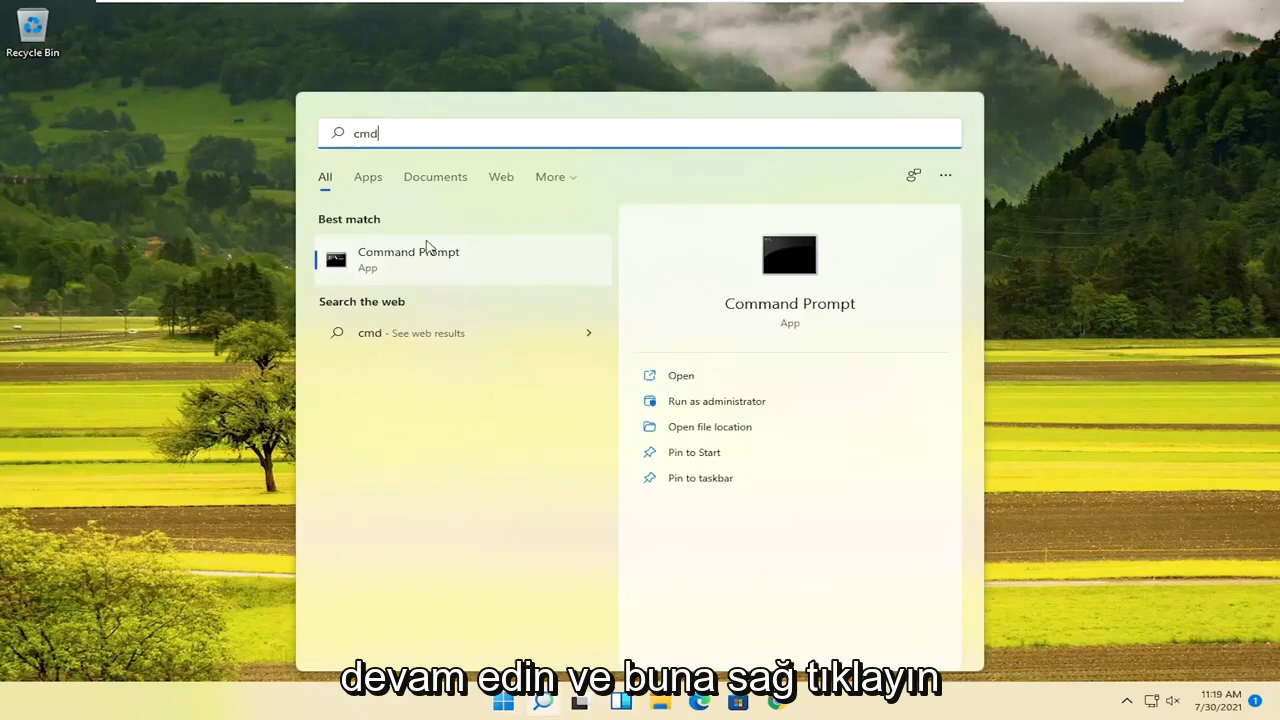 Recycle Bin
cmd
All Apps Documents Web More
Best match
Command Prompt
App
Search the web
cmd - See web results
Command Prompt
App
Open
Run as administrator
Open file location
Pin to Start
Pin to taskbar
devam edin ve buna sağ tıklayın
11:19 AM
7/30/2021
1